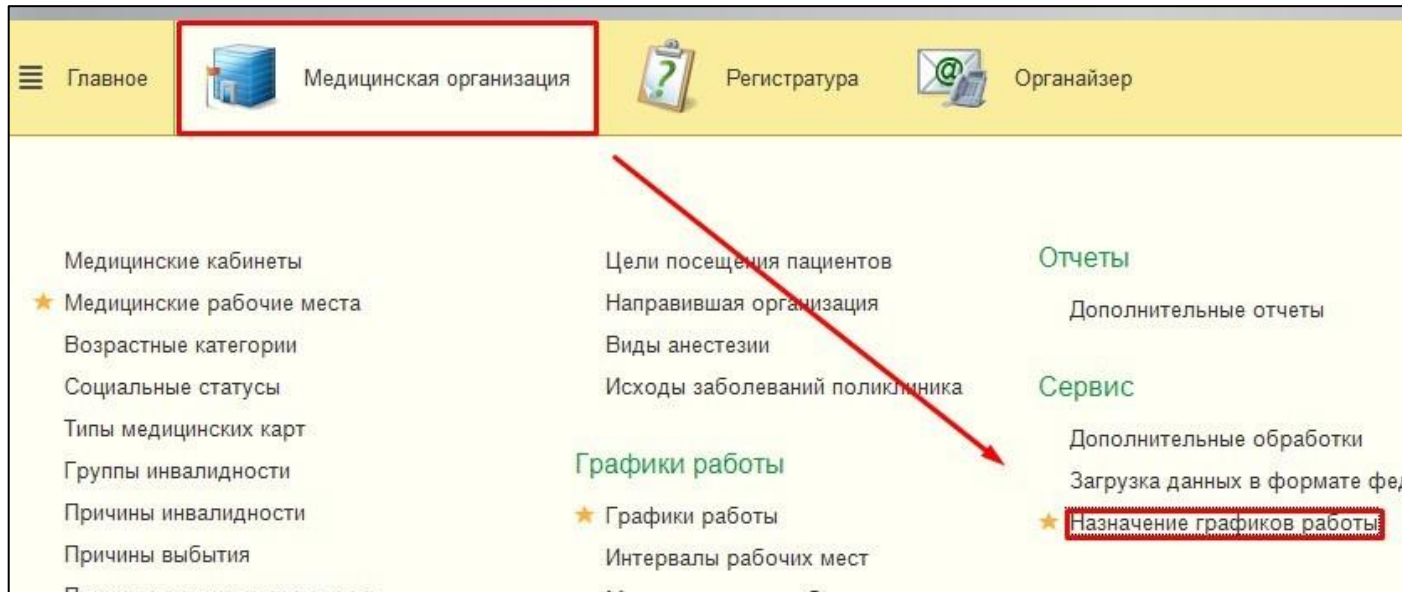 Главное
Медицинская организация
Регистратура
Органайзер
Медицинские кабинеты
Медицинские рабочие места
Возрастные категории
Социальные статусы
Типы медицинских карт
Группы инвалидности
Причины инвалидности
Причины выбытия
Цели посещения пациентов
Направившая организация
Виды анестезии
Исходы заболеваний поликлиника
Графики работы
Графики работы
Интервалы рабочих мест
Отчеты
Дополнительные отчеты
Сервис
Дополнительные обработки
Загрузка данных в формате фед
Назначение графиков работы